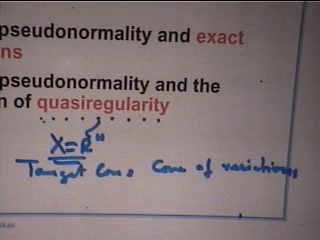 pseudonormality and exact
ns
pseudonormality and the
n of quasiregularity
X=Rⁿ
Tangent Cone Cone of variations